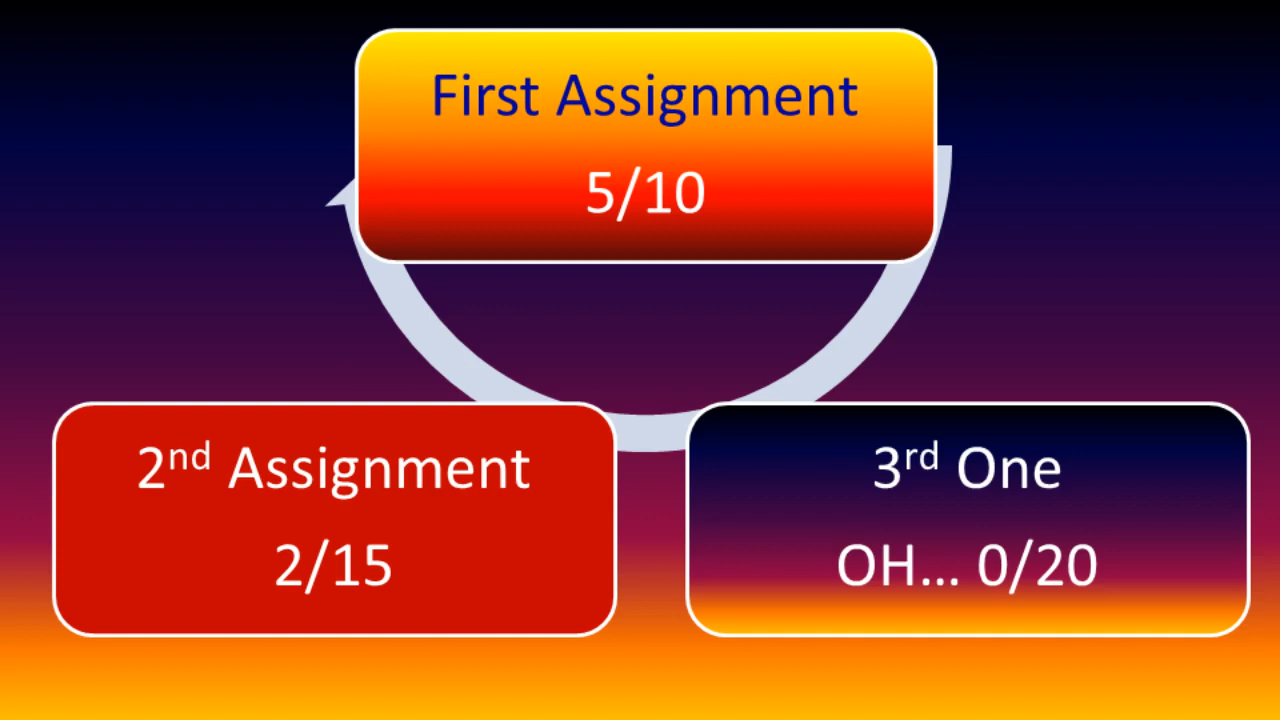 First Assignment
5/10
2nd Assignment
2/15
3rd One
OH... 0/20